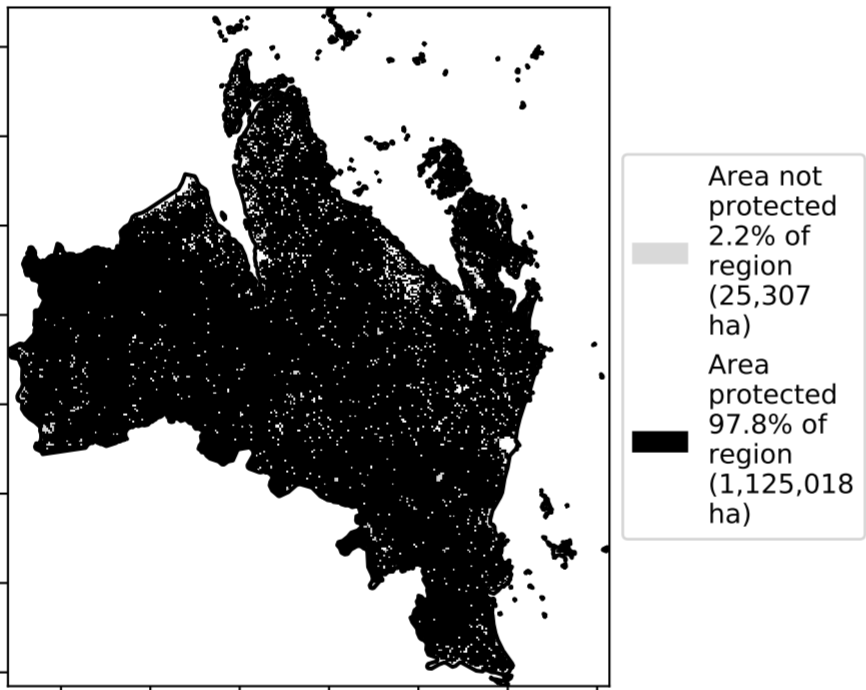 Area not
protected
2.2% of
region
(25,307
ha)
Area
protected
97.8% of
region
(1,125,018
ha)